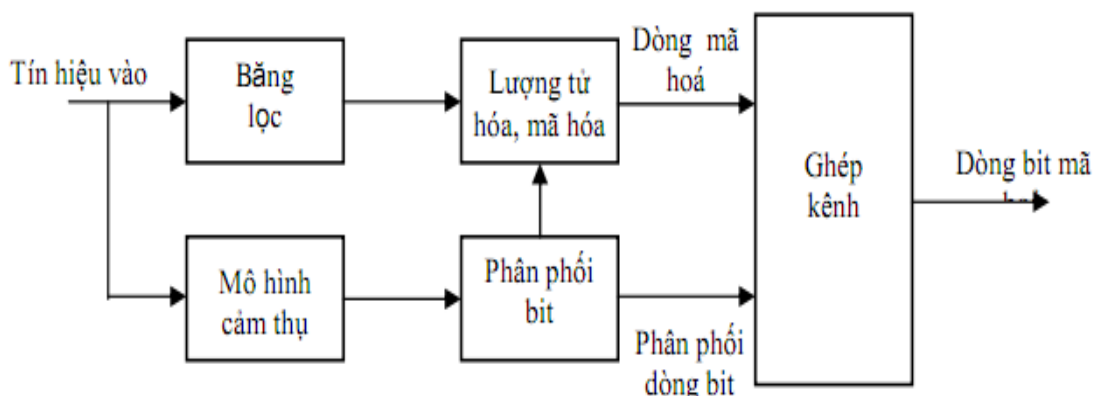 Tín hiệu vào
Băng
lọc
Lượng tử
hóa, mã hóa
Dòng mã
hoá
Ghép
kênh
Dòng bit mã
Mô hình
cảm thụ
Phân phối
bit
Phân phối
dòng bit